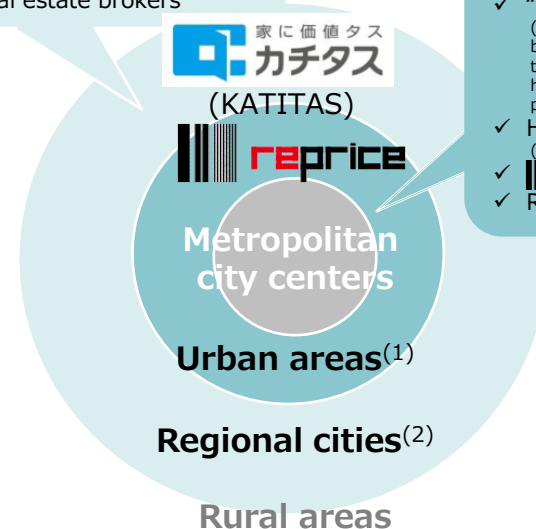 al estate brokers
家に価値タス
カチタス
(KATITAS)
reprice
Metropolitan
city centers
Urban areas(1)
Regional cities(2)
Rural areas